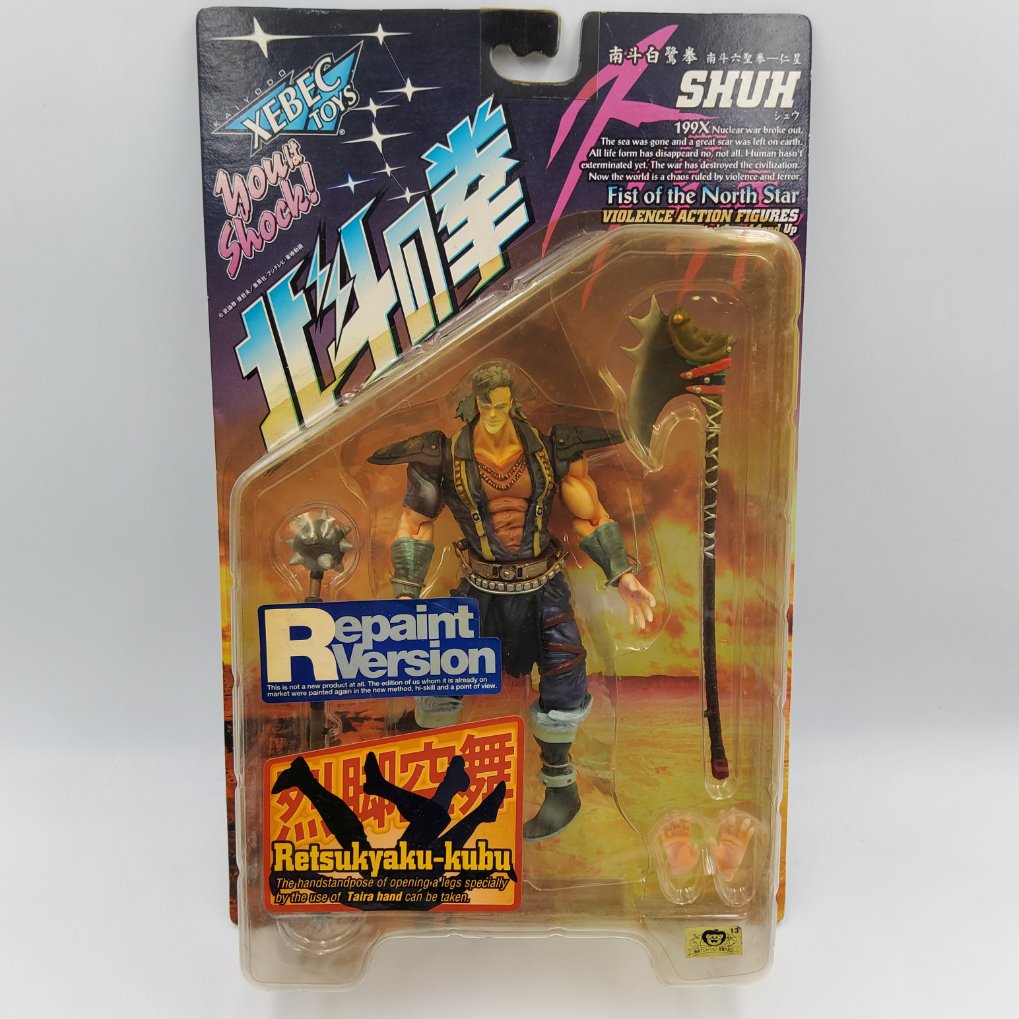 KAIYODO
XEBEC
TOYS
®
Youは
Shock!
北斗の拳
南斗白鷺拳 南斗六聖拳—仁星
SHUH
シュウ
199X Nuclear war broke out.
The sea was gone and a great scar was left on earth.
All life form has disappeard no, not all. Human hasn't
exterminated yet. The war has destroyed the civilization.
Now the world is a chaos ruled by violence and terror.
Fist of the North Star
VIOLENCE ACTION FIGURES
Repaint
Version
This is not a new product at all. The edition of us whom it is already on
market were painted again in the new method, hi-skill and a point of view.
烈脚空舞
Retsukyaku-kubu
The handstandpose of opening a legs specially
by the use of Taira hand can be taken.
13